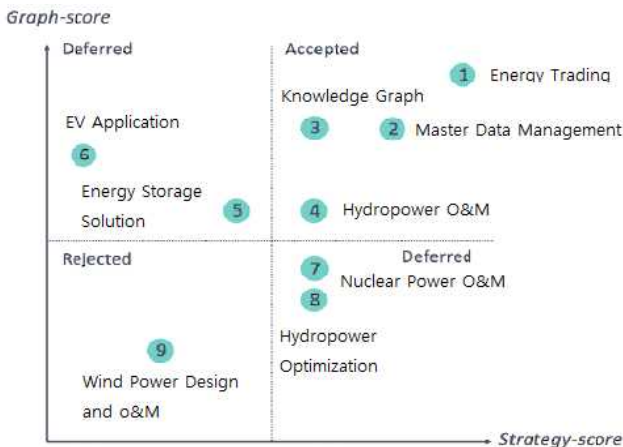 Graph-score
Deferred
Accepted
1 Energy Trading
Knowledge Graph
EV Application
3
2 Master Data Management
6
Energy Storage
Solution
5
4 Hydropower O&M
Rejected
Deferred
7
Nuclear Power O&M
8
Hydropower
Optimization
9
Wind Power Design
and o&M
Strategy-score